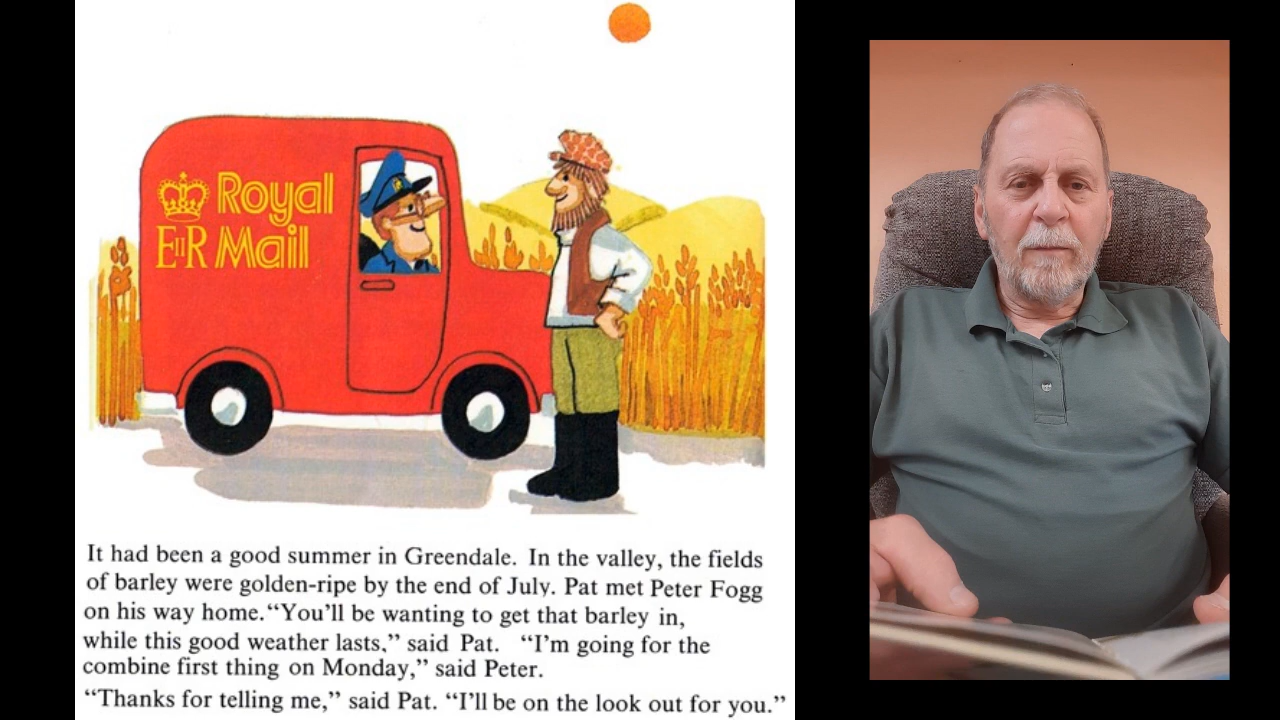 Royal
EIIR Mail
It had been a good summer in Greendale. In the valley, the fields
of barley were golden-ripe by the end of July. Pat met Peter Fogg
on his way home.“You’ll be wanting to get that barley in,
while this good weather lasts,” said Pat. “I’m going for the
combine first thing on Monday,” said Peter.
“Thanks for telling me,” said Pat. “I’ll be on the look out for you.”